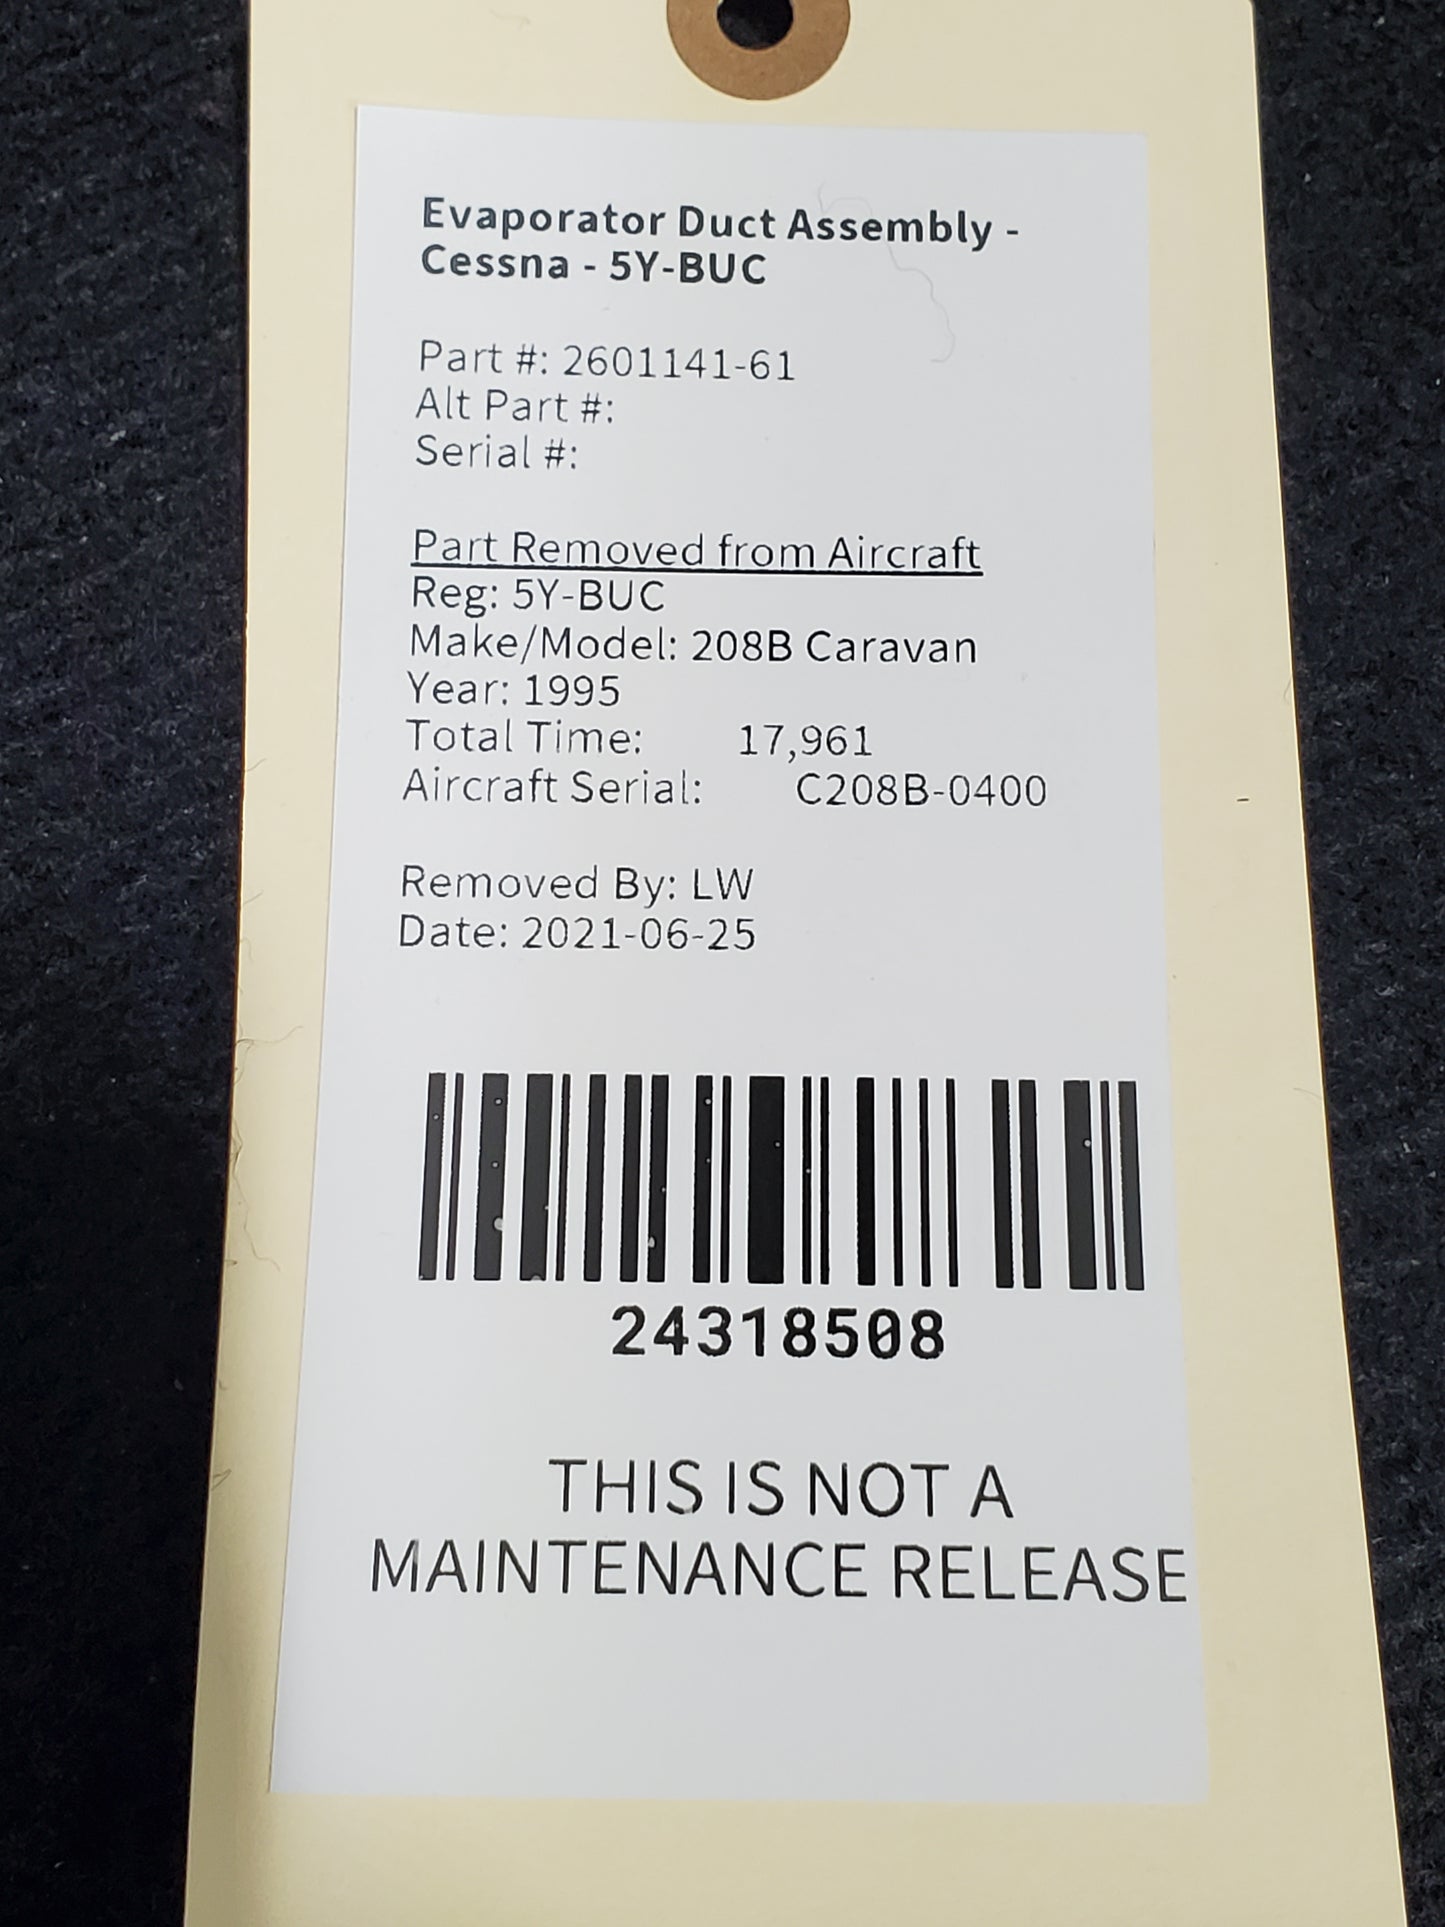 Evaporator Duct Assembly -
Cessna - 5Y-BUC
Part #: 2601141-61
Alt Part #:
Serial #:
Part Removed from Aircraft
Reg: 5Y-BUC
Make/Model: 208B Caravan
Year: 1995
Total Time: 17,961
Aircraft Serial: C208B-0400
Removed By: LW
Date: 2021-06-25
24318508
THIS IS NOT A
MAINTENANCE RELEASE